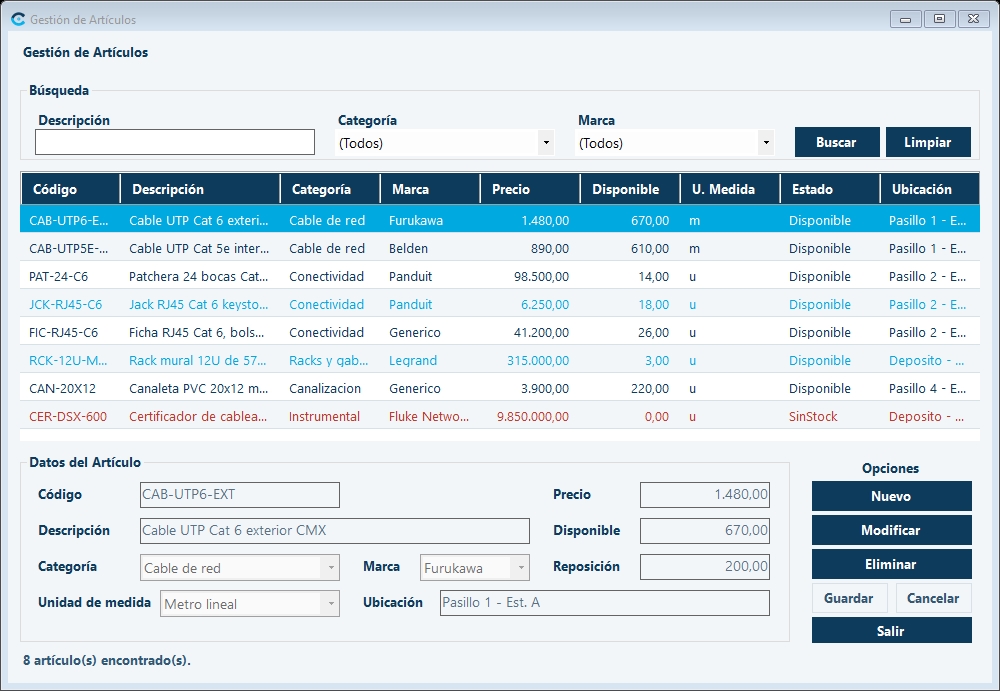 Gestión de Artículos
Gestión de Artículos
Búsqueda
Descripción Categoría Marca
(Todos) (Todos) Buscar Limpiar
Código Descripción Categoría Marca Precio Disponible U. Medida Estado Ubicación
CAB-UTP6-E... Cable UTP Cat 6 exteri... Cable de red Furukawa 1.480,00 670,00 m Disponible Pasillo 1 - E...
CAB-UTP5E-... Cable UTP Cat 5e inter... Cable de red Belden 890,00 610,00 m Disponible Pasillo 1 - E...
PAT-24-C6 Patchera 24 bocas Cat... Conectividad Panduit 98.500,00 14,00 u Disponible Pasillo 2 - E...
JCK-RJ45-C6 Jack RJ45 Cat 6 keysto... Conectividad Panduit 6.250,00 18,00 u Disponible Pasillo 2 - E...
FIC-RJ45-C6 Ficha RJ45 Cat 6, bols... Conectividad Generico 41.200,00 26,00 u Disponible Pasillo 2 - E...
RCK-12U-M... Rack mural 12U de 57... Racks y gab... Legrand 315.000,00 3,00 u Disponible Deposito - ...
CAN-20X12 Canaleta PVC 20x12 m... Canalizacion Generico 3.900,00 220,00 u Disponible Pasillo 4 - E...
CER-DSX-600 Certificador de cablea... Instrumental Fluke Netwo... 9.850.000,00 0,00 u SinStock Deposito - ...
Datos del Artículo
Código CAB-UTP6-EXT Precio 1.480,00
Descripción Cable UTP Cat 6 exterior CMX Disponible 670,00
Categoría Cable de red Marca Furukawa Reposición 200,00
Unidad de medida Metro lineal Ubicación Pasillo 1 - Est. A
Opciones
Nuevo
Modificar
Eliminar
Guardar Cancelar
Salir
8 artículo(s) encontrado(s).